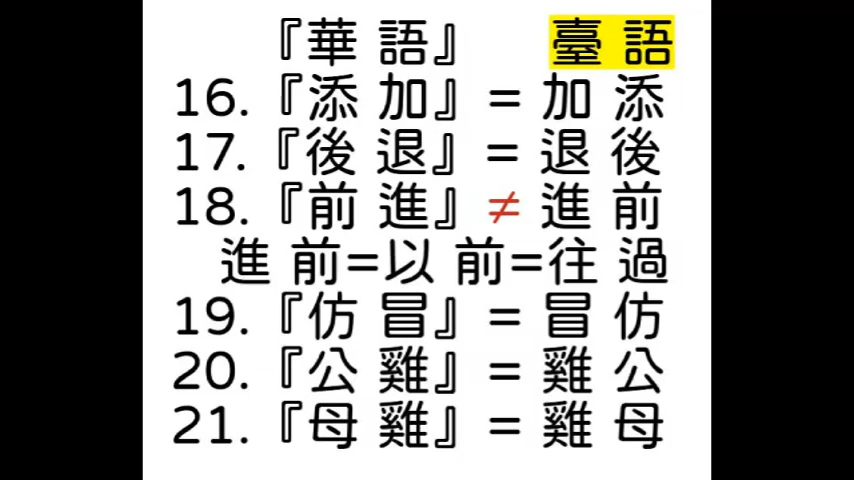 『華語』 臺語
16.『添加』=加添
17.『後退』=退後
18.『前進』≠進前
進前=以前=往過
19.『仿冒』=冒仿
20.『公雞』=雞公
21.『母雞』=雞母